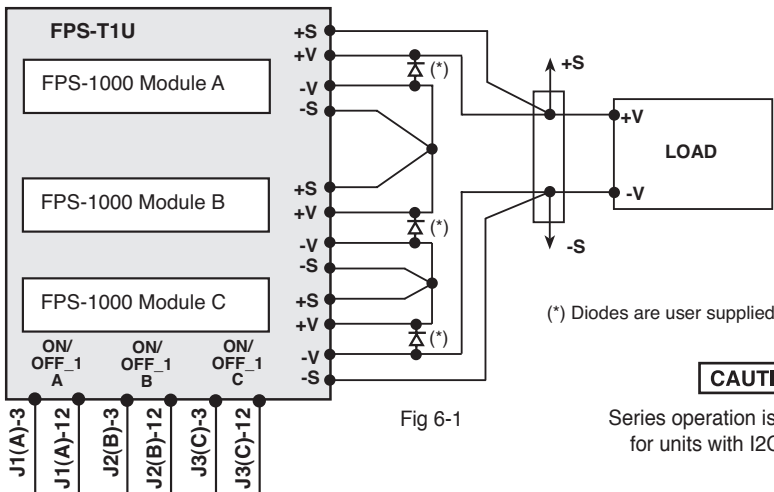 FPS-T1U
+S
+V
(*)
FPS-1000 Module A
-V
-S
+S
+V
LOAD
-V
-S
FPS-1000 Module B
+S
+V
(*)
-V
-S
FPS-1000 Module C
+S
+V
(*) Diodes are user supplied
(*)
-V
-S
ON/
OFF_1
A
ON/
OFF_1
B
ON/
OFF_1
C
J1(A)-3
J1(A)-12
J2(B)-3
J2(B)-12
J3(C)-3
J3(C)-12
Fig 6-1
Series operation is
for units with